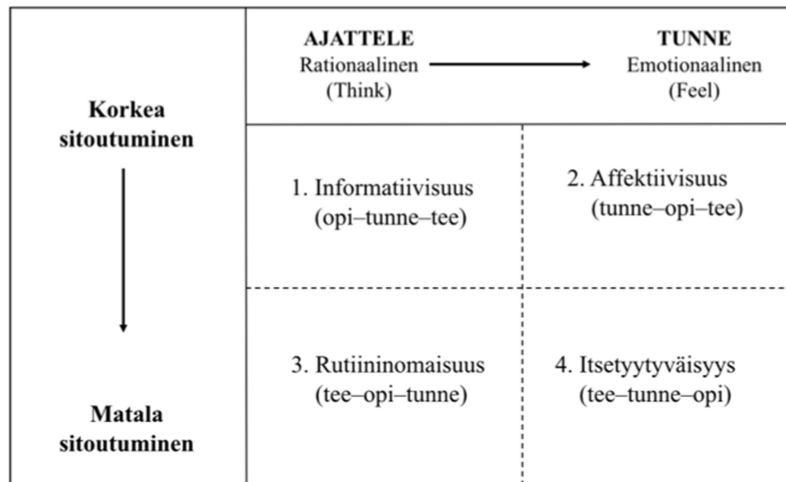 AJATTELE
Rationaalinen
(Think)
TUNNE
Emotionaalinen
(Feel)
Korkea
sitoutuminen
1. Informatiivisuus
(opi–tunne–tee)
2. Affektiivisuus
(tunne–opi–tee)
3. Rutiininomaisuus
(tee–opi–tunne)
4. Itsetyytyväisyys
(tee–tunne–opi)
Matala
sitoutuminen